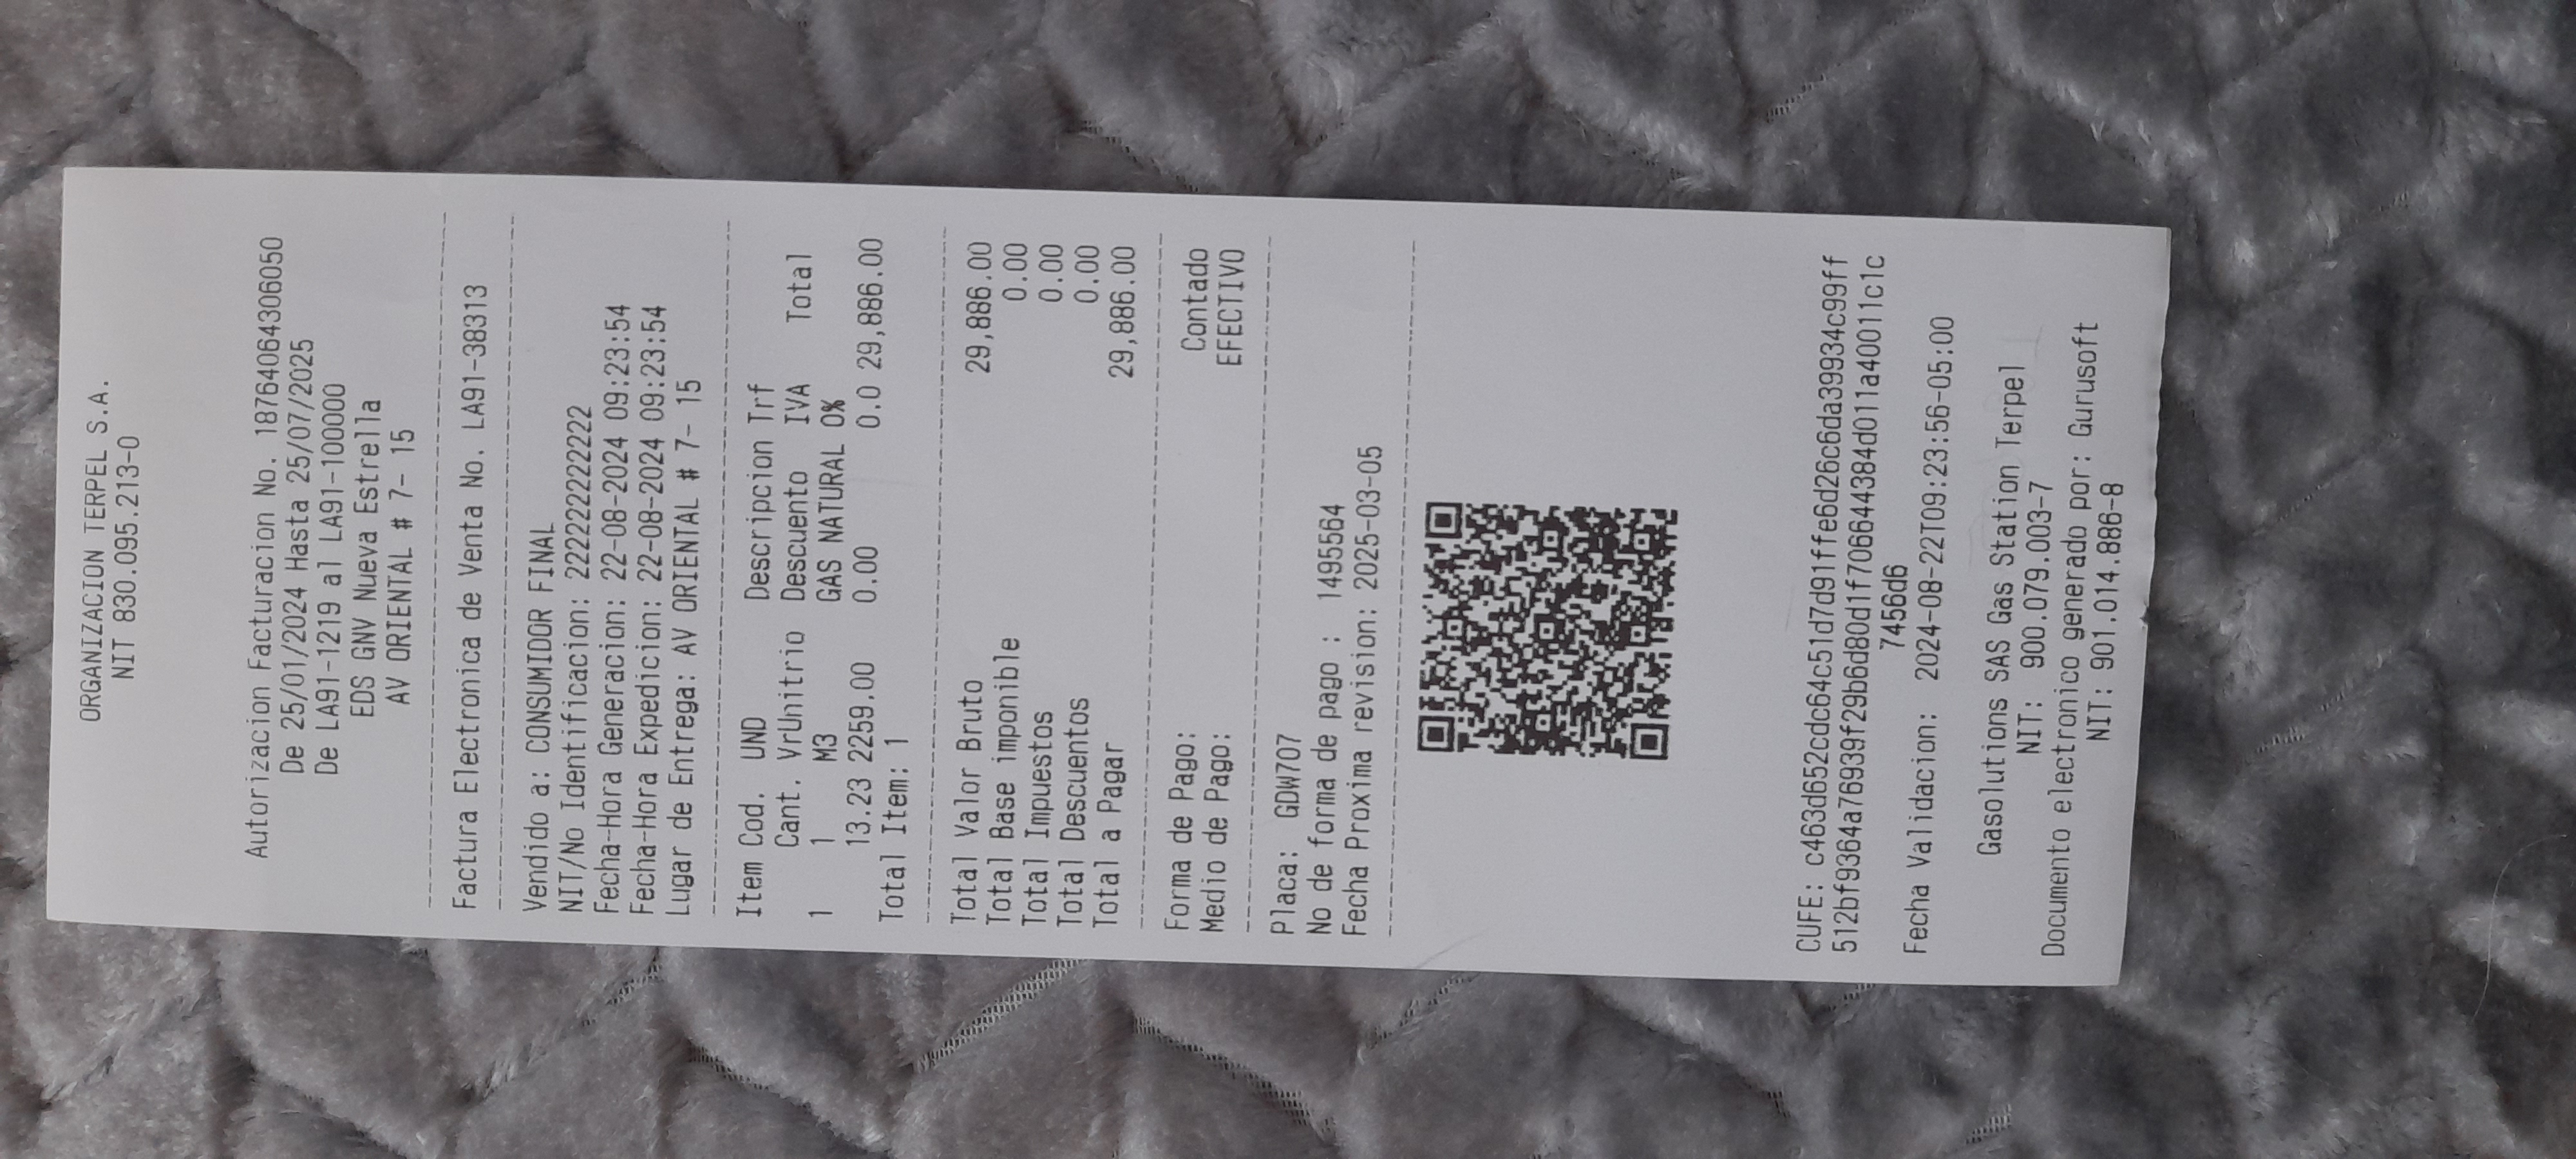 ORGANIZACION TERPEL S.A.
NIT 830.095.213-0
Autorizacion Facturacion No. 18764064306050
De 25/01/2024 Hasta 25/07/2025
De LA91-1219 al LA91-100000
EDS GNV Nueva Estrella
AV ORIENTAL # 7- 15
Factura Electronica de Venta No. LA91-38313
Vendido a: CONSUMIDOR FINAL
NIT/No Identificacion: 222222222222
Fecha-Hora Generacion: 22-08-2024 09:23:54
Fecha-Hora Expedicion: 22-08-2024 09:23:54
Lugar de Entrega: AV ORIENTAL # 7- 15
Item Cod. UND Descripcion Trf
Cant. VrUnitrio Descuento IVA Total
1 1 M3 GAS NATURAL 0%
13.23 2259.00 0.00 0.0 29,886.00
Total Item: 1
Total Valor Bruto 29,886.00
Total Base imponible 0.00
Total Impuestos 0.00
Total Descuentos 0.00
Total a Pagar 29,886.00
Forma de Pago: Contado
Medio de Pago: EFECTIVO
Placa: GDW707
No de forma de pago : 1495564
Fecha Proxima revision: 2025-03-05
CUFE: c463d652cdc64c51d7d91ffe6d26c6da39934c99ff
512bf9364a76939f29b6d80d1f706644384d011a40011c1c
7456d6
Fecha Validacion: 2024-08-22T09:23:56-05:00
Gasolutions SAS Gas Station Terpel
NIT: 900.079.003-7
Documento electronico generado por: Gurusoft
NIT: 901.014.886-8